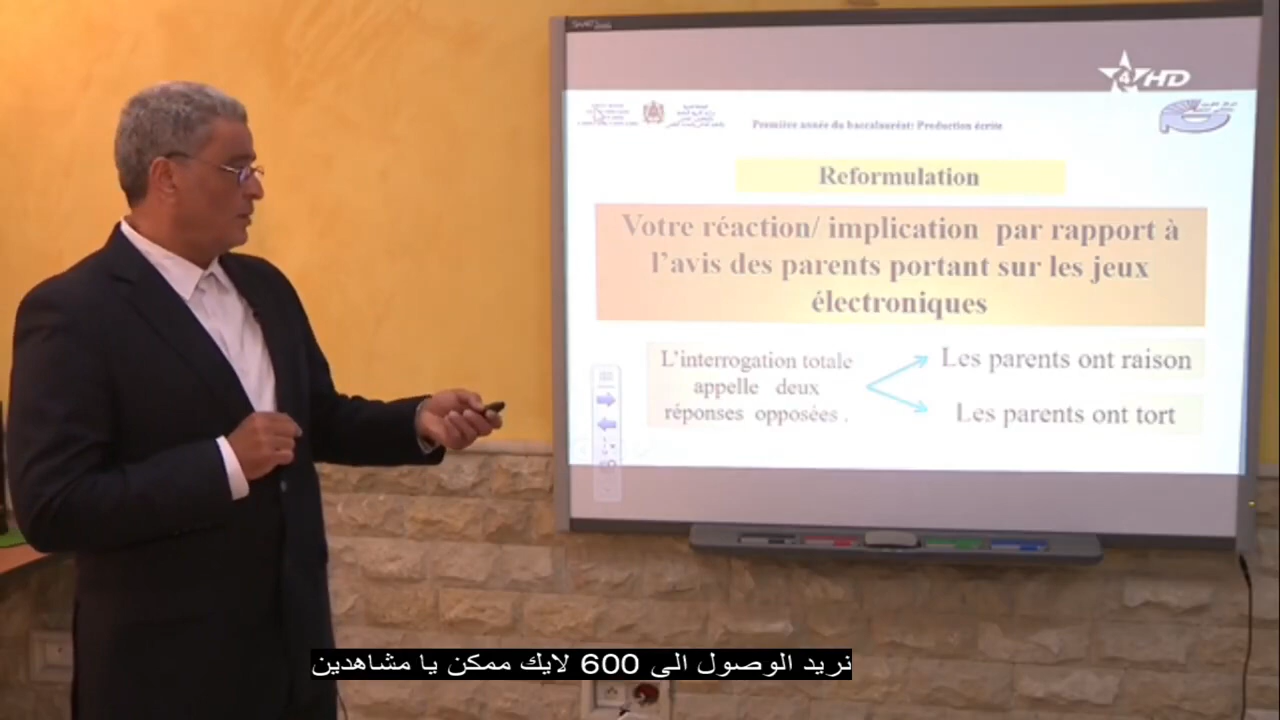 4 HD
Première année du baccalauréat: Production écrite
Reformulation
Votre réaction/ implication par rapport à
l'avis des parents portant sur les jeux
électroniques
L'interrogation totale
appelle deux
réponses opposées .
Les parents ont raison
Les parents ont tort
نريد الوصول الى 600 لايك ممكن يا مشاهدين